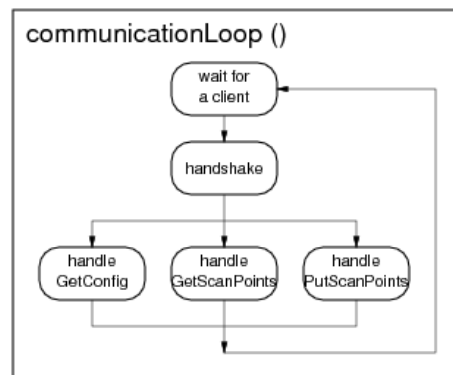 communicationLoop ()
wait for
a client
handshake
handle
GetConfig
handle
GetScanPoints
handle
PutScanPoints